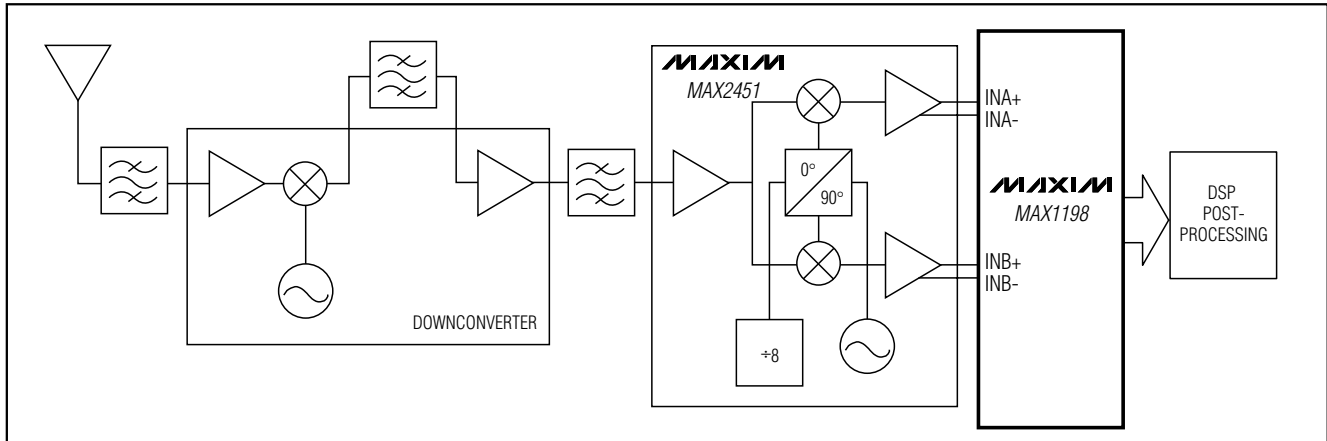 DOWNCONVERTER
MAXIM
MAX2451
0°
90°
÷8
INA+
INA-
MAXIM
MAX1198
INB+
INB-
DSP
POST-
PROCESSING